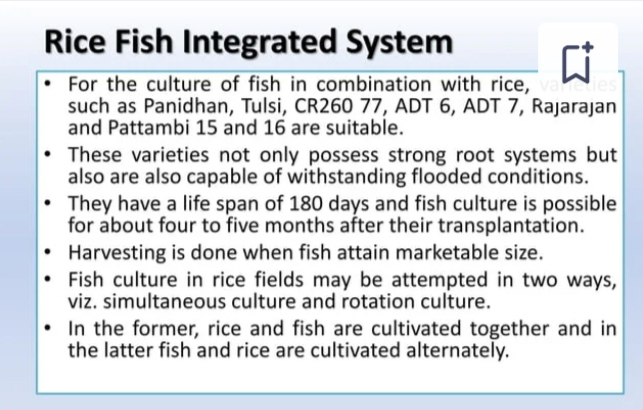 Rice Fish Integrated System
• For the culture of fish in combination with rice, varieties
such as Panidhan, Tulsi, CR260 77, ADT 6, ADT 7, Rajarajan
and Pattambi 15 and 16 are suitable.
• These varieties not only possess strong root systems but
also are also capable of withstanding flooded conditions.
• They have a life span of 180 days and fish culture is possible
for about four to five months after their transplantation.
• Harvesting is done when fish attain marketable size.
• Fish culture in rice fields may be attempted in two ways,
viz. simultaneous culture and rotation culture.
• In the former, rice and fish are cultivated together and in
the latter fish and rice are cultivated alternately.